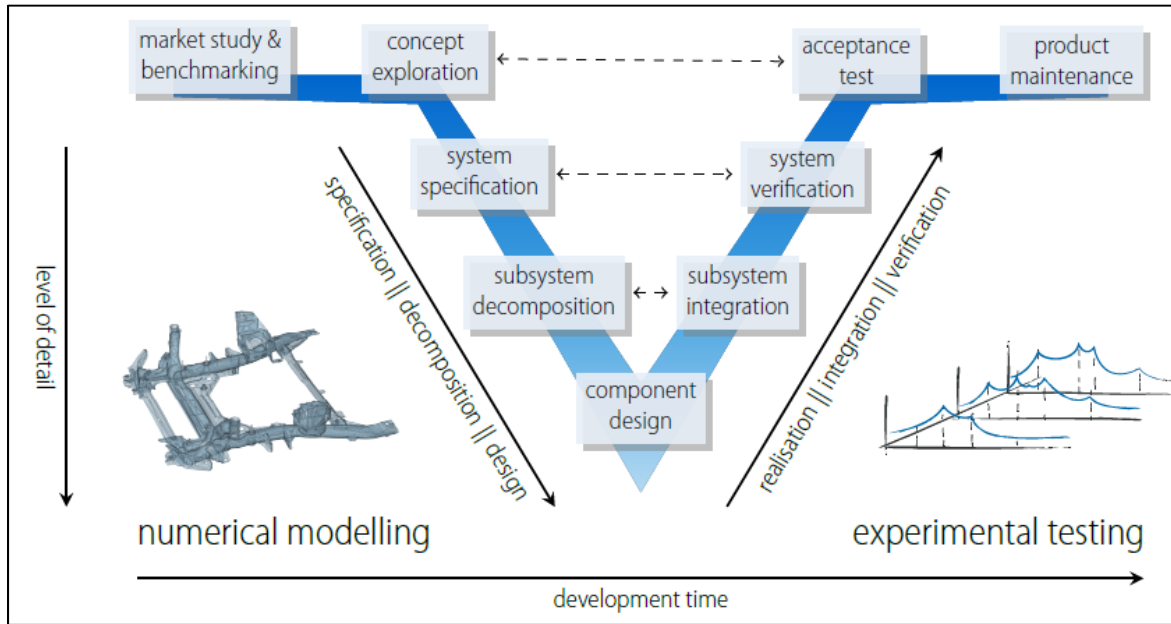 market study &
benchmarking
concept
exploration
acceptance
test
product
maintenance
system
specification
system
verification
subsystem
decomposition
subsystem
integration
component
design
level of detail
specification || decomposition || design
realisation || integration || verification
numerical modelling
experimental testing
development time